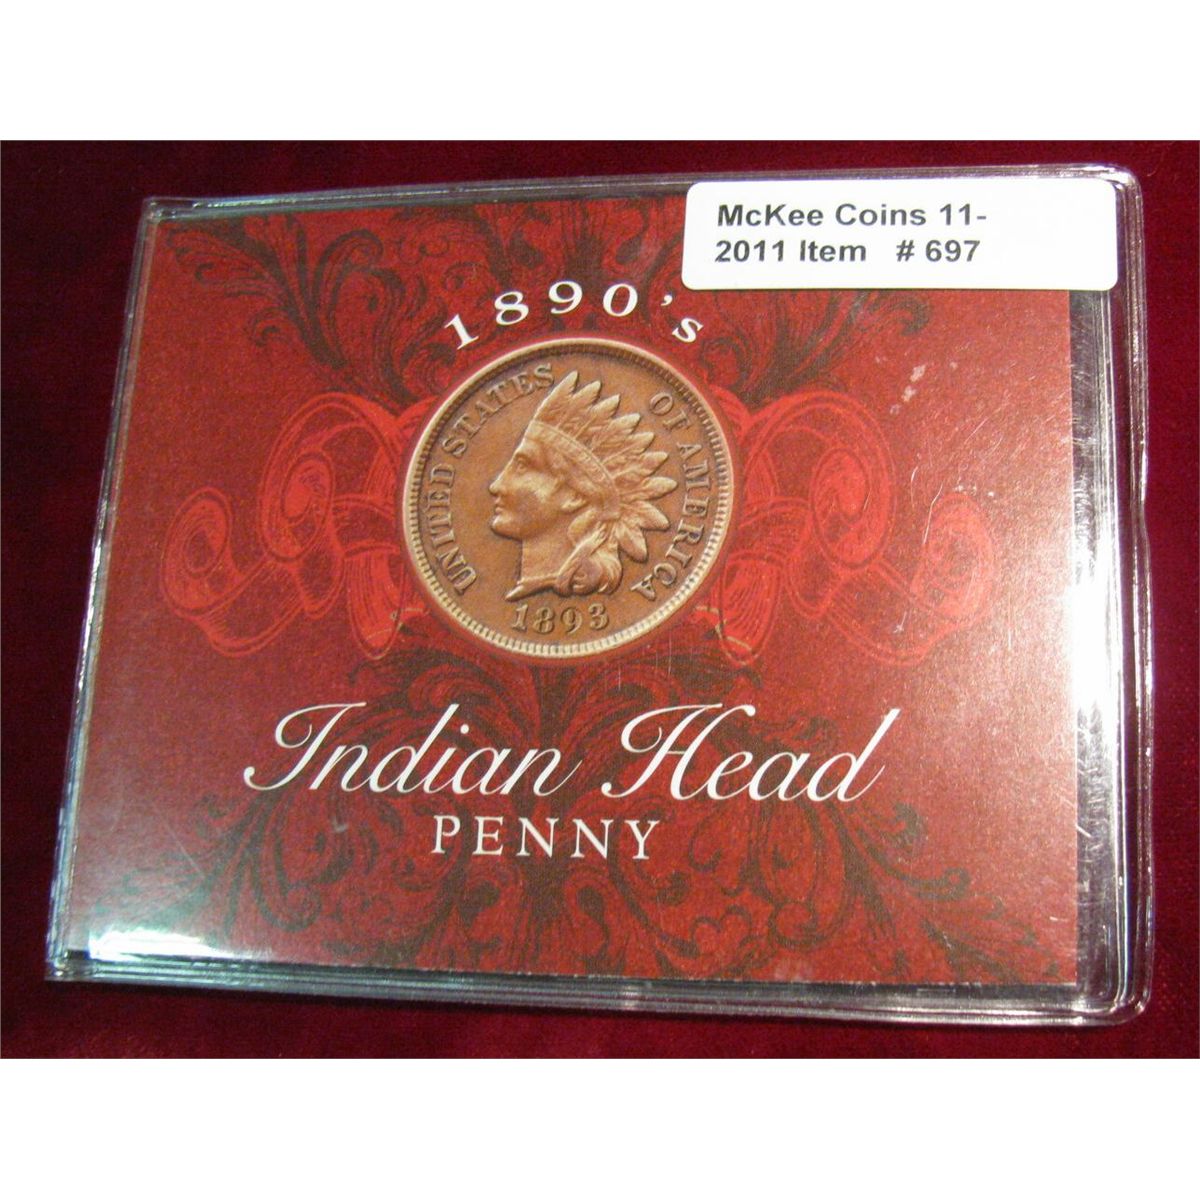 McKee Coins 11-
2011 Item # 697
1890's
UNITED STATES OF AMERICA
1893
Indian Head
PENNY